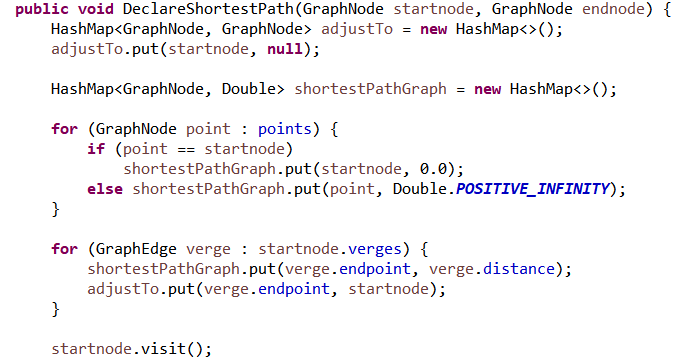 public void DeclareShortestPath(GraphNode startnode, GraphNode endnode) {
    HashMap<GraphNode, GraphNode> adjustTo = new HashMap<>();
    adjustTo.put(startnode, null);

    HashMap<GraphNode, Double> shortestPathGraph = new HashMap<>();

    for (GraphNode point : points) {
        if (point == startnode)
            shortestPathGraph.put(startnode, 0.0);
        else shortestPathGraph.put(point, Double.POSITIVE_INFINITY);
    }

    for (GraphEdge verge : startnode.verges) {
        shortestPathGraph.put(verge.endpoint, verge.distance);
        adjustTo.put(verge.endpoint, startnode);
    }

    startnode.visit();